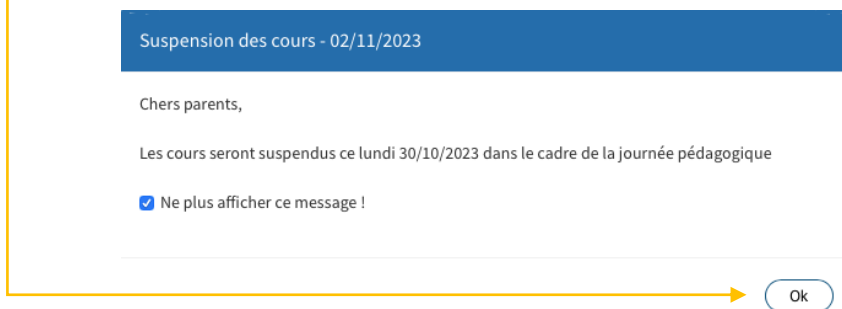 Suspension des cours - 02/11/2023
Chers parents,
Les cours seront suspendus ce lundi 30/10/2023 dans le cadre de la journée pédagogique
Ne plus afficher ce message !
Ok